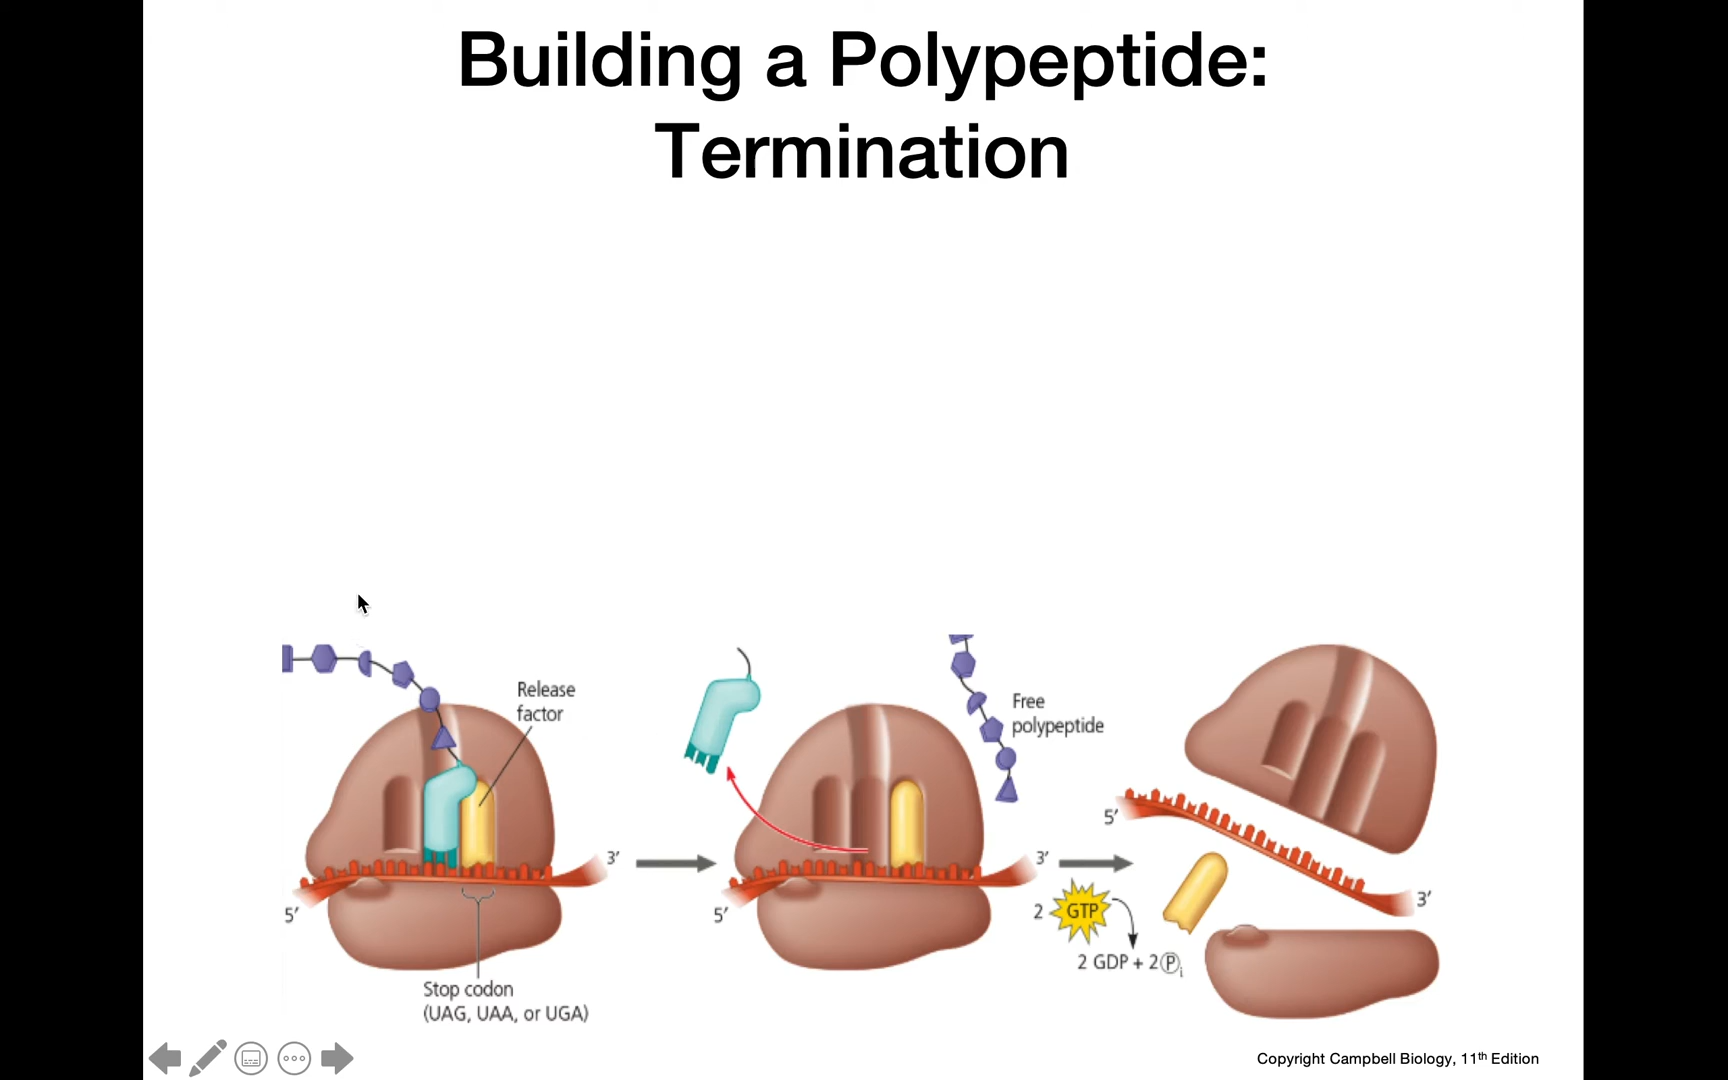 Building a Polypeptide:
Termination
Release
factor
Free
polypeptide
3′
5′
Stop codon
(UAG, UAA, or UGA)
3′
5′
2 GTP
2 GDP + 2 Pi
5′
3′
Copyright Campbell Biology, 11th Edition